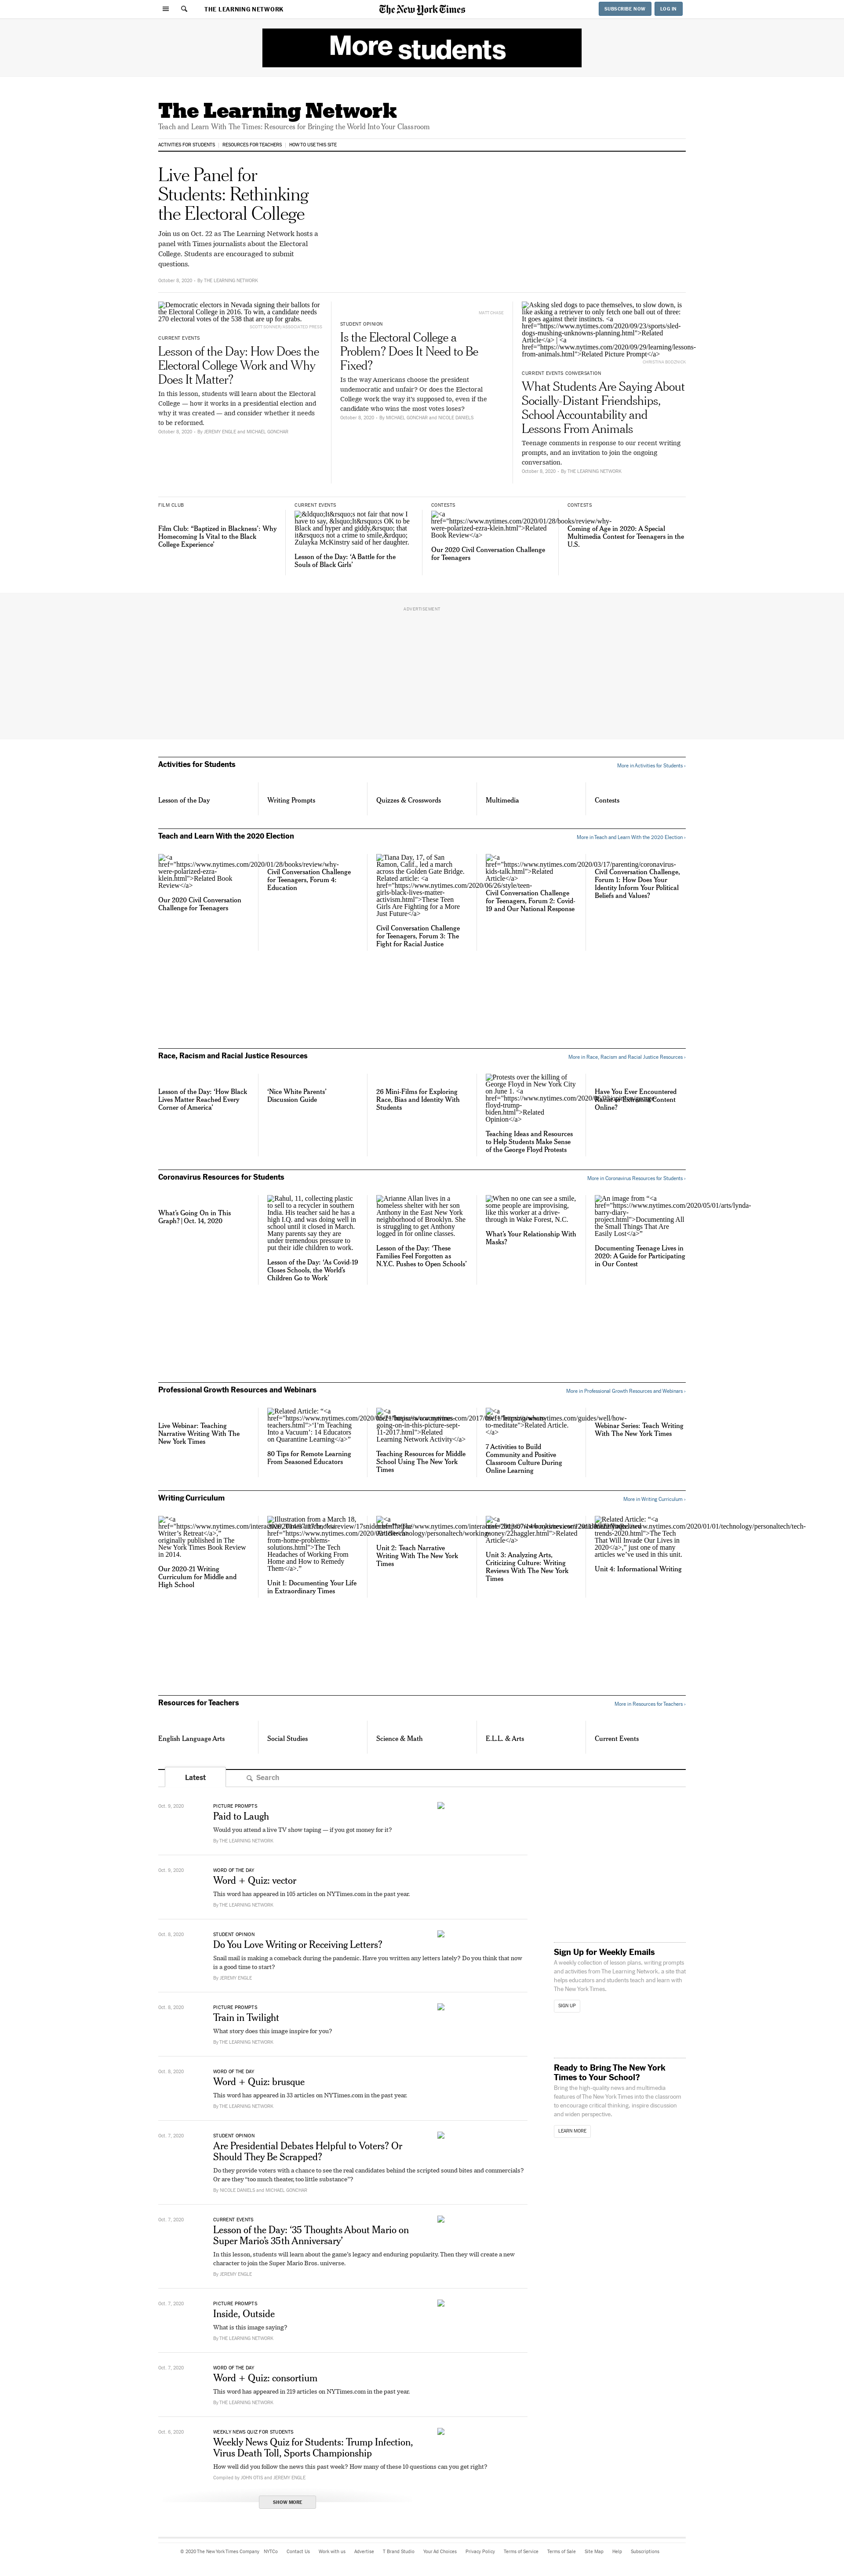 THE LEARNING NETWORK
The New York Times
SUBSCRIBE NOW
LOG IN
More students
The Learning Network
Teach and Learn With The Times: Resources for Bringing the World Into Your Classroom
ACTIVITIES FOR STUDENTS | RESOURCES FOR TEACHERS | HOW TO USE THIS SITE
Live Panel for
Students: Rethinking
the Electoral College
Join us on Oct. 22 as The Learning Network hosts a
panel with Times journalists about the Electoral
College. Students are encouraged to submit
questions.
October 9, 2020 - By THE LEARNING NETWORK
Democratic electors in Nevada signing their ballots for
the Electoral College in 2016. To win, a candidate needs
270 electoral votes of the 538 that are up for grabs.
SCOTT SONNER/ASSOCIATED PRESS
CURRENT EVENTS
Lesson of the Day: How Does the
Electoral College Work and Why
Does It Matter?
In this lesson, students will learn about the Electoral
College — how it works in a presidential election and
why it was created — and consider whether it needs
to be reformed.
October 8, 2020 - By JEREMY ENGLE and MICHAEL GONCHAR
MATT CHASE
STUDENT OPINION
Is the Electoral College a
Problem? Does It Need to Be
Fixed?
Is the way Americans choose the president
undemocratic and unfair? Or does the Electoral
College work the way it's supposed to, even if the
candidate who wins the most votes loses?
October 8, 2020 - By MICHAEL GONCHAR and NICOLE DANIELS
Asking sled dogs to pace themselves, to slow down, is
like asking a retriever to only fetch one ball out of three:
It goes against their instincts. <a
href="https://www.nytimes.com/2020/09/23/sports/sled-
dogs-mushing-unknowns-planning.html">Related
Article</a> | <a
href="https://www.nytimes.com/2020/09/29/learning/lessons-
from-animals.html">Related Picture Prompt</a>
CURRENT EVENTS CONVERSATION
What Students Are Saying About
Socially-Distant Friendships,
School Accountability and
Lessons From Animals
Teenage comments in response to our recent writing
prompts, and an invitation to join the ongoing
conversation.
October 8, 2020 - By THE LEARNING NETWORK
FILM CLUB
Film Club: "Baptized in Blackness': Why
Homecoming Is Vital to the Black
College Experience'
CURRENT EVENTS
&ldquo;It&rsquo;s not fair that now I
have to say, &lsquo;It&rsquo;s OK to be
Black and hyper and giddy,&rsquo; that
it&rsquo;s not a crime to smile,&rdquo;
Zulayka McKinstry said of her daughter.
Lesson of the Day: 'A Battle for the
Souls of Black Girls'
CONTESTS
<a
href="https://www.nytimes.com/2020/01/28/books/review/why-
were-polarized-ezra-klein.html">Related
Book Review</a>
Our 2020 Civil Conversation Challenge
for Teenagers
CONTESTS
Coming of Age in 2020: A Special
Multimedia Contest for Teenagers in the
U.S.
ADVERTISEMENT
Activities for Students
More in Activities for Students ›
Lesson of the Day
Writing Prompts
Quizzes & Crosswords
Multimedia
Contests
Teach and Learn With the 2020 Election
More in Teach and Learn With the 2020 Election ›
<a
href="https://www.nytimes.com/2020/01/28/books/review/why-
were-polarized-ezra-
klein.html">Related Book
Review</a>
Our 2020 Civil Conversation
Challenge for Teenagers
Civil Conversation Challenge
for Teenagers, Forum 4:
Education
Tiana Day, 17, of San
Ramon, Calif., led a march
across the Golden Gate Bridge.
Related article: <a
href="https://www.nytimes.com/2020/06/26/style/teen-
girls-black-lives-matter-
activism.html">These Teen
Girls Are Fighting for a More
Just Future</a>
Civil Conversation Challenge
for Teenagers, Forum 3: The
Fight for Racial Justice
<a
href="https://www.nytimes.com/2020/03/17/parenting/coronavirus-
kids-talk.html">Related
Article</a>
Civil Conversation Challenge
for Teenagers, Forum 2: Covid-
19 and Our National Response
Civil Conversation Challenge,
Forum 1: How Does Your
Identity Inform Your Political
Beliefs and Values?
Race, Racism and Racial Justice Resources
More in Race, Racism and Racial Justice Resources ›
Lesson of the Day: 'How Black
Lives Matter Reached Every
Corner of America'
'Nice White Parents'
Discussion Guide
26 Mini-Films for Exploring
Race, Bias and Identity With
Students
Protests over the killing of
George Floyd in New York City
on June 1. <a
floyd-trump-
biden.html">Related
Opinion</a>
Teaching Ideas and Resources
to Help Students Make Sense
of the George Floyd Protests
Have You Ever Encountered
Racist or Extremist Content
Online?
Coronavirus Resources for Students
More in Coronavirus Resources for Students ›
What's Going On in This
Graph? | Oct. 14, 2020
Rahul, 11, collecting plastic
to sell to a recycler in southern
India. His teacher said he has a
high I.Q. and was doing well in
school until it closed in March.
Many parents say they are
under tremendous pressure to
put their idle children to work.
Lesson of the Day: 'As Covid-19
Closes Schools, the World's
Children Go to Work'
Arianne Allan lives in a
homeless shelter with her son
Anthony in the East New York
neighborhood of Brooklyn. She
is struggling to get Anthony
logged in for online classes.
Lesson of the Day: 'These
Families Feel Forgotten as
N.Y.C. Pushes to Open Schools'
When no one can see a smile,
some people are improvising,
like this worker at a drive-
through in Wake Forest, N.C.
What's Your Relationship With
Masks?
An image from "<a
href="https://www.nytimes.com/2020/05/01/arts/lynda-
barry-diary-
project.html">Documenting All
the Small Things That Are
Easily Lost</a>"
Documenting Teenage Lives in
2020: A Guide for Participating
in Our Contest
Professional Growth Resources and Webinars
More in Professional Growth Resources and Webinars ›
Live Webinar: Teaching
Narrative Writing With The
New York Times
Related Article: "<a
teachers.html">'I'm Teaching
Into a Vacuum': 14 Educators
on Quarantine Learning</a>"
80 Tips for Remote Learning
From Seasoned Educators
<a
going-on-in-this-picture-sept-
11-2017.html">Related
Learning Network Activity</a>
Teaching Resources for Middle
School Using The New York
Times
<a
to-meditate">Related Article.
</a>
7 Activities to Build
Community and Positive
Classroom Culture During
Online Learning
Webinar Series: Teach Writing
With The New York Times
Writing Curriculum
More in Writing Curriculum ›
"<a
Writer's Retreat</a>,"
originally published in The
New York Times Book Review
in 2014.
Our 2020-21 Writing
Curriculum for Middle and
High School
Illustration from a March 18,
from-home-problems-
solutions.html">The Tech
Headaches of Working From
Home and How to Remedy
Them</a>."
Unit 1: Documenting Your Life
in Extraordinary Times
<a
Unit 2: Teach Narrative
Writing With The New York
Times
<a
money/22haggler.html">Related
Article</a>
Unit 3: Analyzing Arts,
Criticizing Culture: Writing
Reviews With The New York
Times
Related Article: "<a
trends-2020.html">The Tech
That Will Invade Our Lives in
2020</a>," just one of many
articles we've used in this unit.
Unit 4: Informational Writing
Resources for Teachers
More in Resources for Teachers ›
English Language Arts
Social Studies
Science & Math
E.L.L. & Arts
Current Events
Latest
Search
Oct. 9, 2020
PICTURE PROMPTS
Paid to Laugh
Would you attend a live TV show taping — if you got money for it?
By THE LEARNING NETWORK
Oct. 9, 2020
WORD OF THE DAY
Word + Quiz: vector
This word has appeared in 105 articles on NYTimes.com in the past year.
By THE LEARNING NETWORK
Oct. 8, 2020
STUDENT OPINION
Do You Love Writing or Receiving Letters?
Snail mail is making a comeback during the pandemic. Have you written any letters lately? Do you think that now
is a good time to start?
By JEREMY ENGLE
Oct. 8, 2020
PICTURE PROMPTS
Train in Twilight
What story does this image inspire for you?
By THE LEARNING NETWORK
Oct. 8, 2020
WORD OF THE DAY
Word + Quiz: brusque
This word has appeared in 33 articles on NYTimes.com in the past year.
By THE LEARNING NETWORK
Oct. 7, 2020
STUDENT OPINION
Are Presidential Debates Helpful to Voters? Or
Should They Be Scrapped?
Do they provide voters with a chance to see the real candidates behind the scripted sound bites and commercials?
Or are they "too much theater, too little substance"?
By NICOLE DANIELS and MICHAEL GONCHAR
Oct. 7, 2020
CURRENT EVENTS
Lesson of the Day: '35 Thoughts About Mario on
Super Mario's 35th Anniversary'
In this lesson, students will learn about the game's legacy and enduring popularity. Then they will create a new
character to join the Super Mario Bros. universe.
By JEREMY ENGLE
Oct. 7, 2020
PICTURE PROMPTS
Inside, Outside
What is this image saying?
By THE LEARNING NETWORK
Oct. 7, 2020
WORD OF THE DAY
Word + Quiz: consortium
This word has appeared in 219 articles on NYTimes.com in the past year.
By THE LEARNING NETWORK
Oct. 6, 2020
WEEKLY NEWS QUIZ FOR STUDENTS
Weekly News Quiz for Students: Trump Infection,
Virus Death Toll, Sports Championship
How well did you follow the news this past week? How many of these 10 questions can you get right?
Compiled by JOHN OTIS and JEREMY ENGLE
SHOW MORE
Sign Up for Weekly Emails
A weekly collection of lesson plans, writing prompts
and activities from The Learning Network, a site that
helps educators and students teach and learn with
The New York Times.
SIGN UP
Ready to Bring The New York
Times to Your School?
Bring the high-quality news and multimedia
features of The New York Times into the classroom
to encourage critical thinking, inspire discussion
and widen perspective.
LEARN MORE
© 2020 The New York Times Company NYTCo Contact Us Work with us Advertise T Brand Studio Your Ad Choices Privacy Policy Terms of Service Terms of Sale Site Map Help Subscriptions